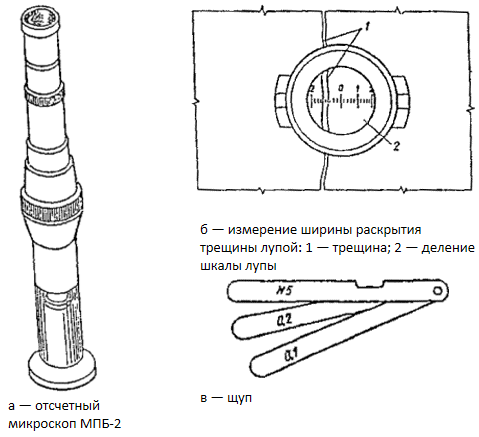 1
2 0 1 2
2
б — измерение ширины раскрытия
трещины лупой: 1 — трещина; 2 — деление
шкалы лупы
N5
0,2
0,1
а — отсчетный
микроскоп МПБ-2
в — щуп